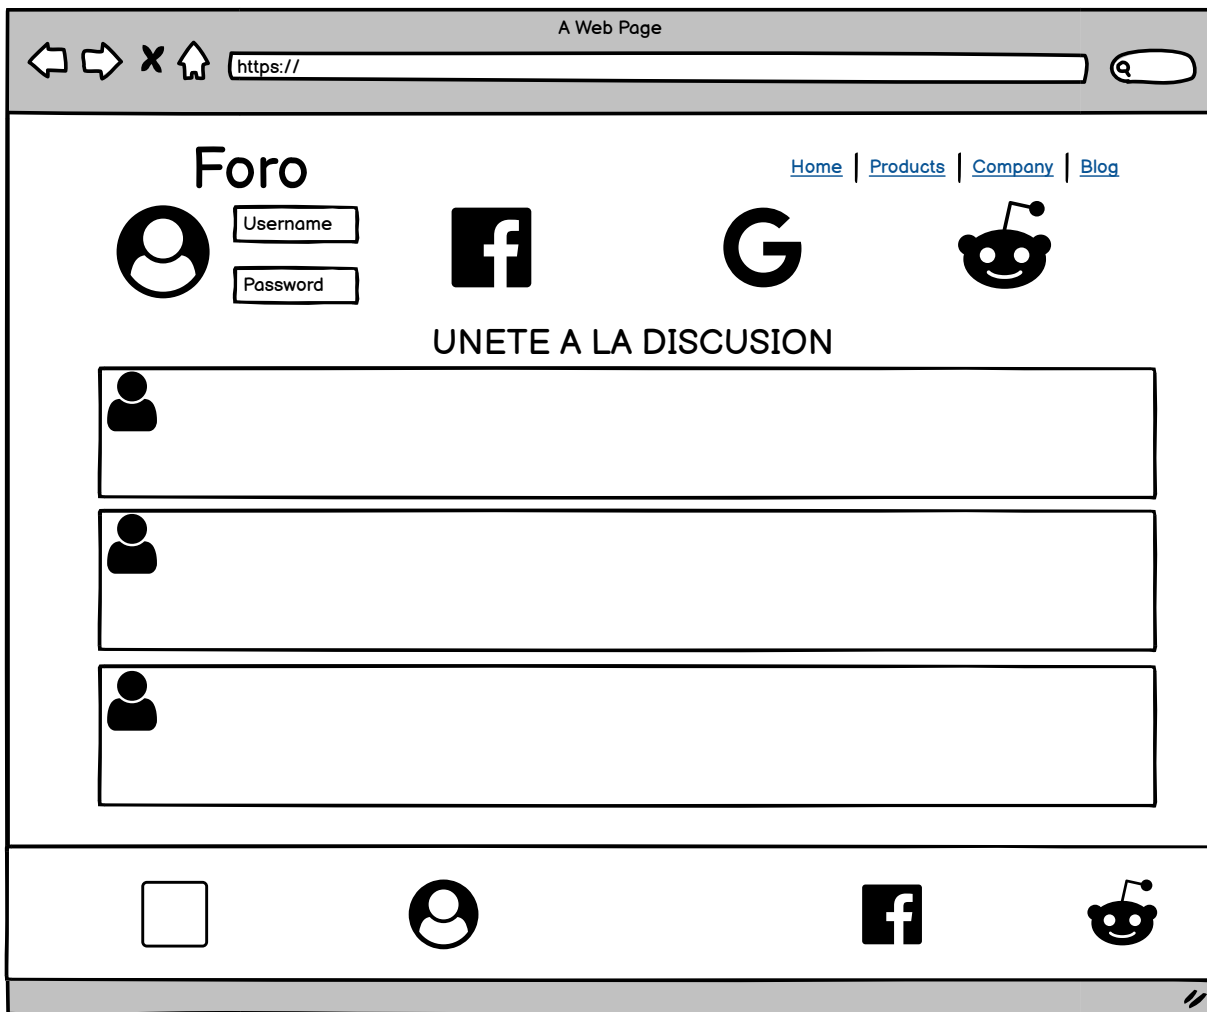 A Web Page
https://
Foro
Home Products Company Blog
Username
Password
UNETE A LA DISCUSION